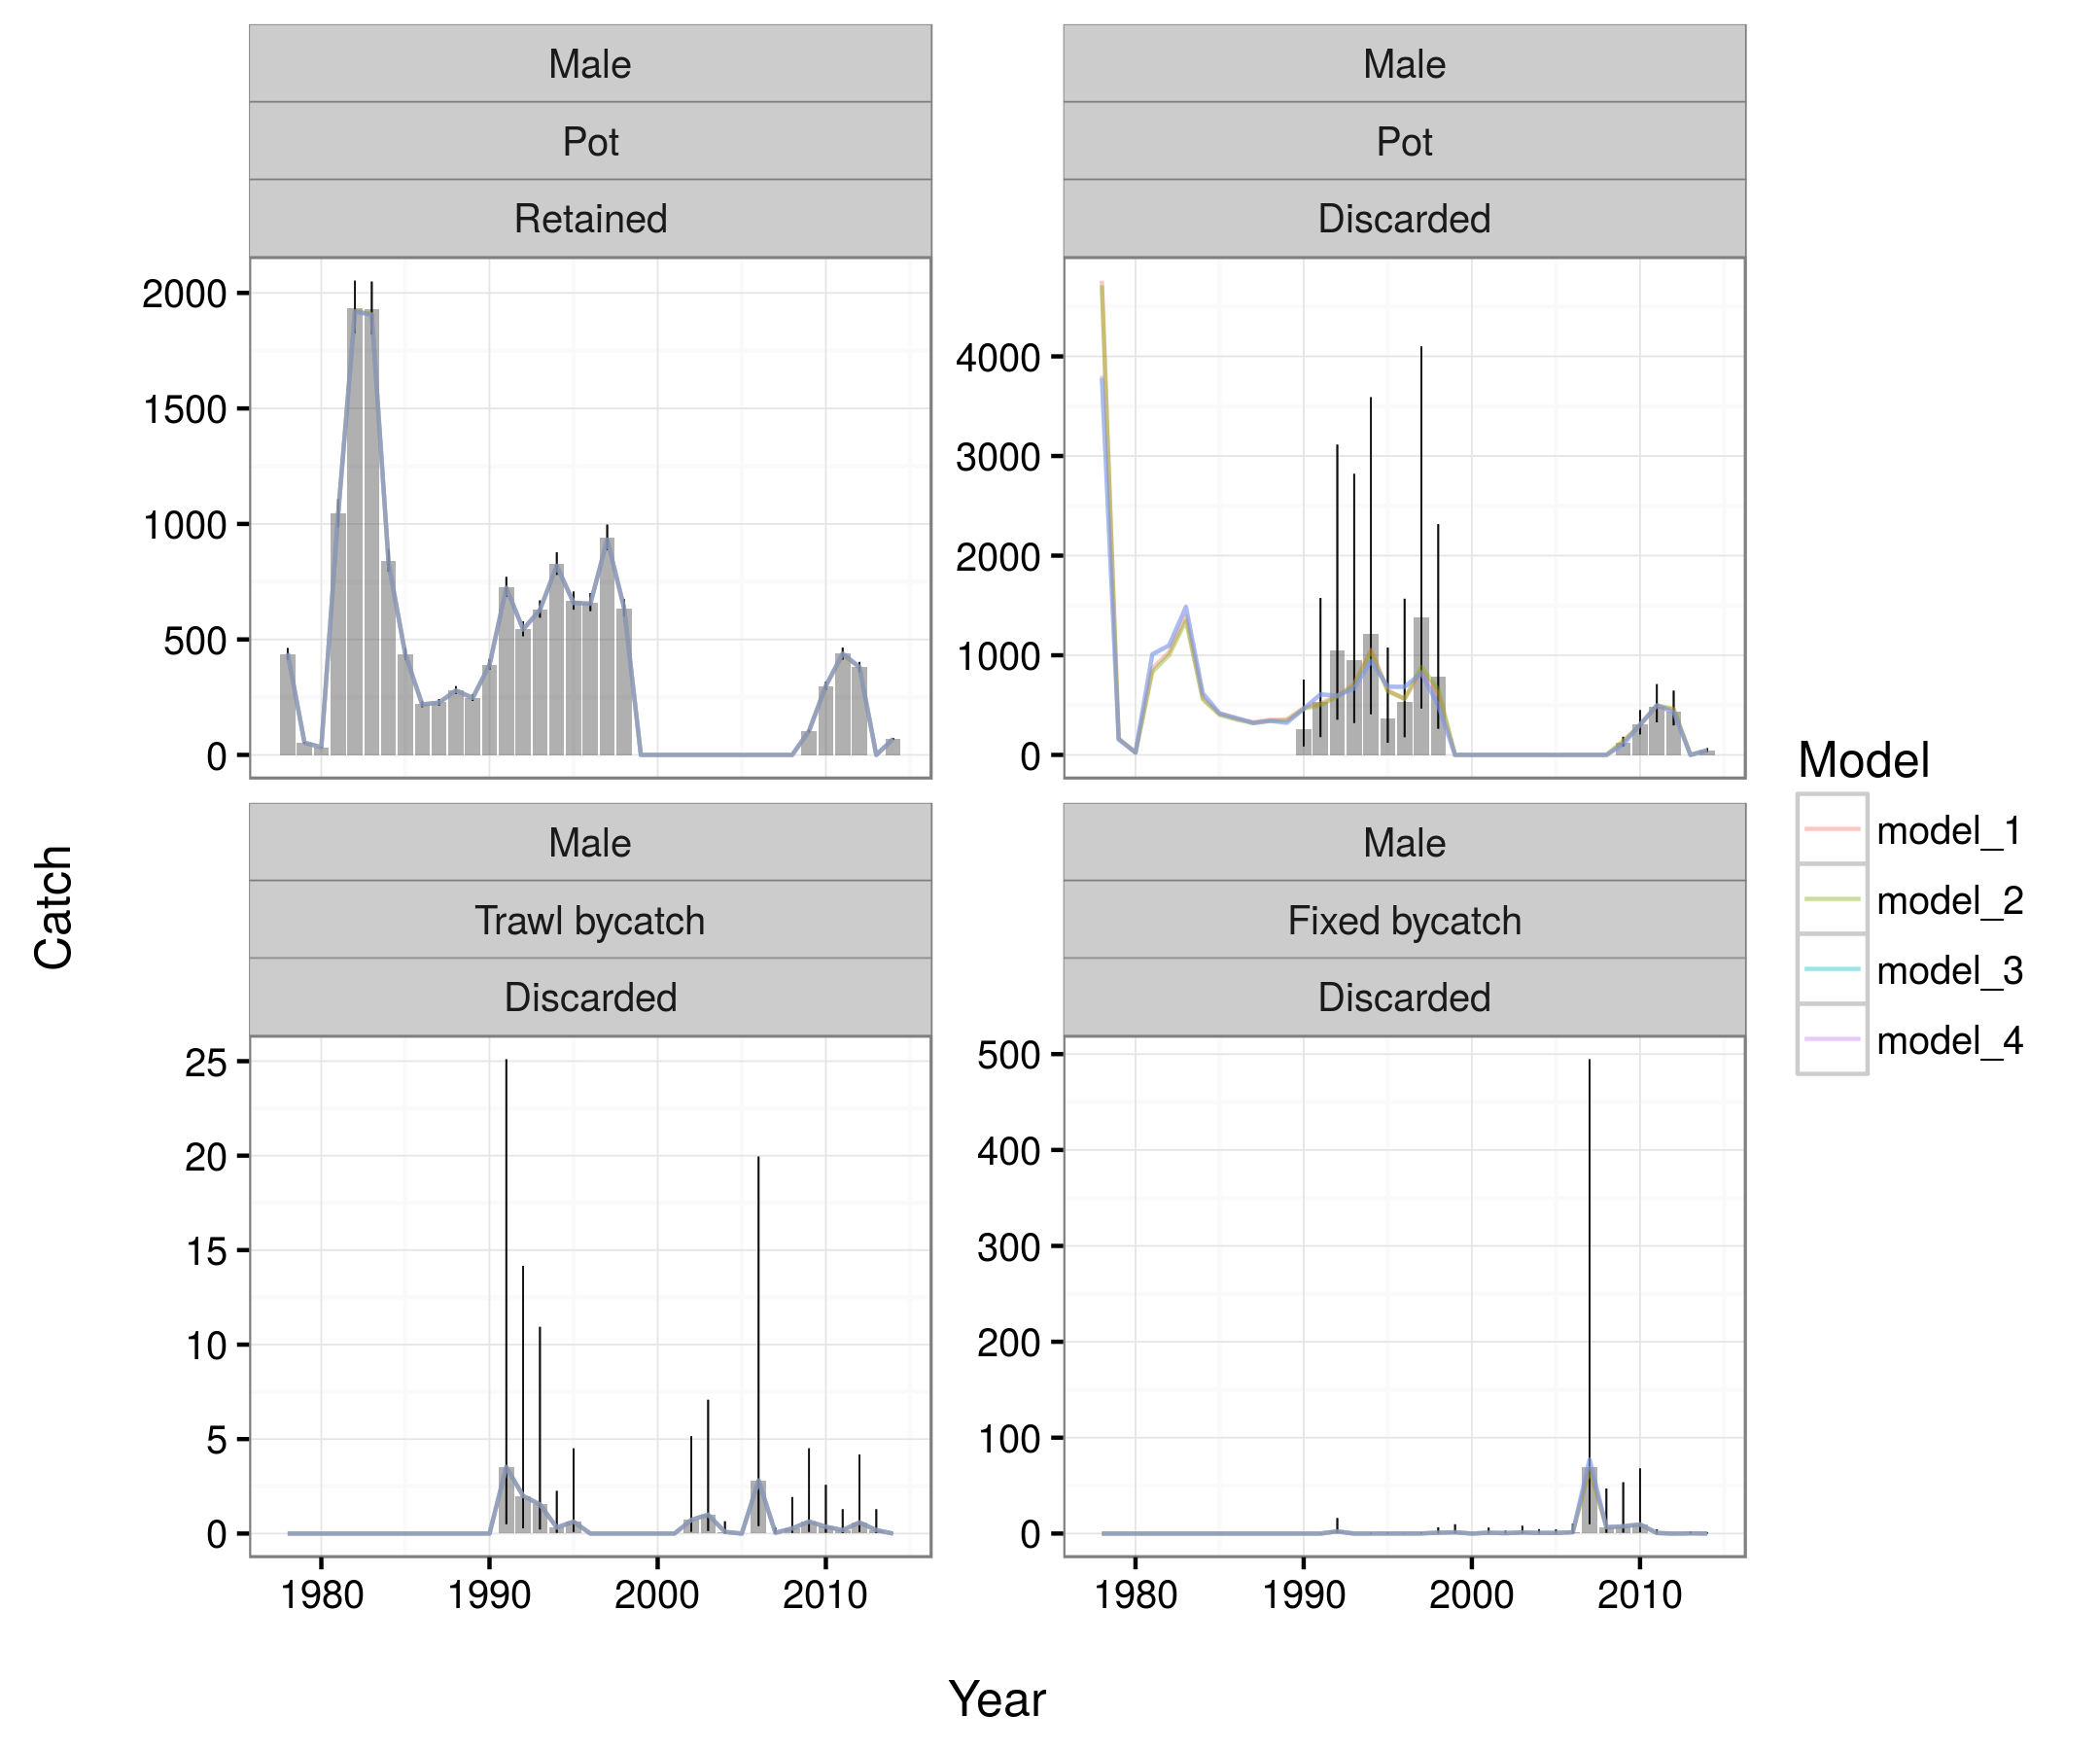 Male
Male
Pot
Pot
Retained
Discarded
2000
1500
1000
500
0
4000
3000
2000
1000
0
Male
Male
Trawl bycatch
Fixed bycatch
Discarded
Discarded
25
20
15
10
5
0
500
400
300
200
100
0
1980 1990 2000 2010
1980 1990 2000 2010
Catch
Year
Model
model_1
model_2
model_3
model_4